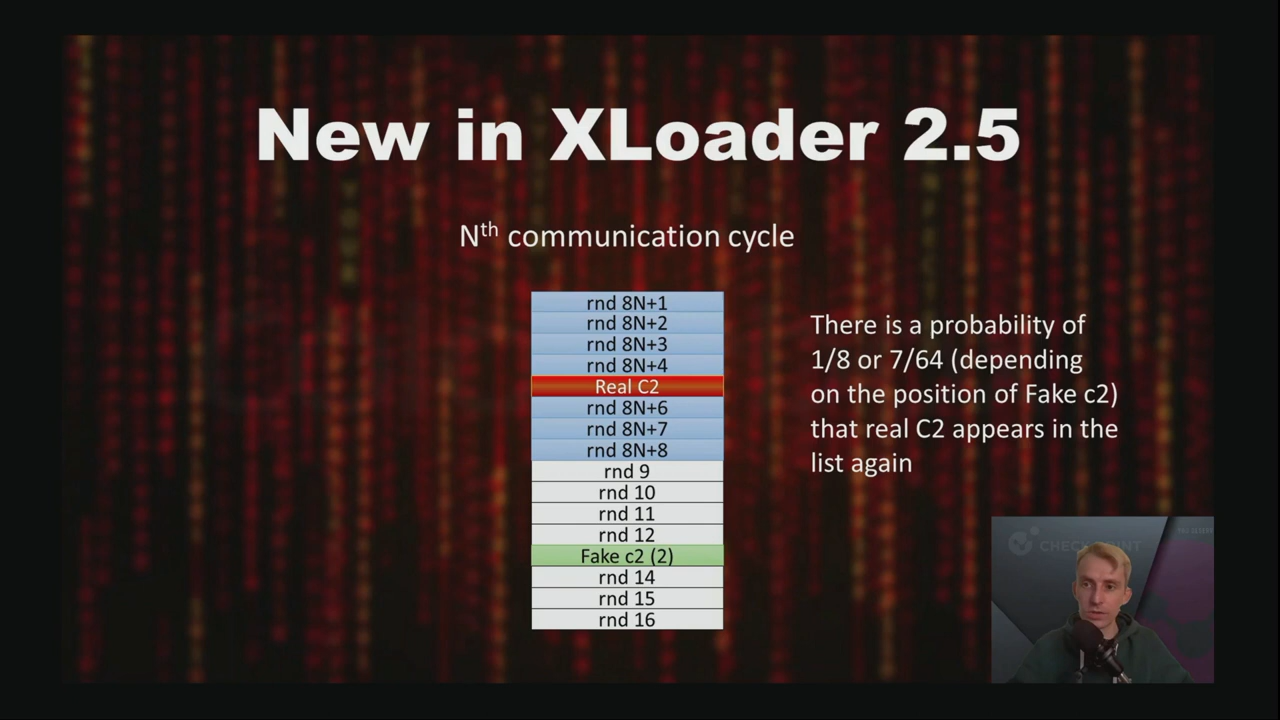 New in XLoader 2.5
Nth communication cycle
rnd 8N+1
rnd 8N+2
rnd 8N+3
rnd 8N+4
Real C2
rnd 8N+6
rnd 8N+7
rnd 8N+8
rnd 9
rnd 10
rnd 11
rnd 12
Fake c2 (2)
rnd 14
rnd 15
rnd 16
There is a probability of
1/8 or 7/64 (depending
on the position of Fake c2)
that real C2 appears in the
list again
CHECK POINT